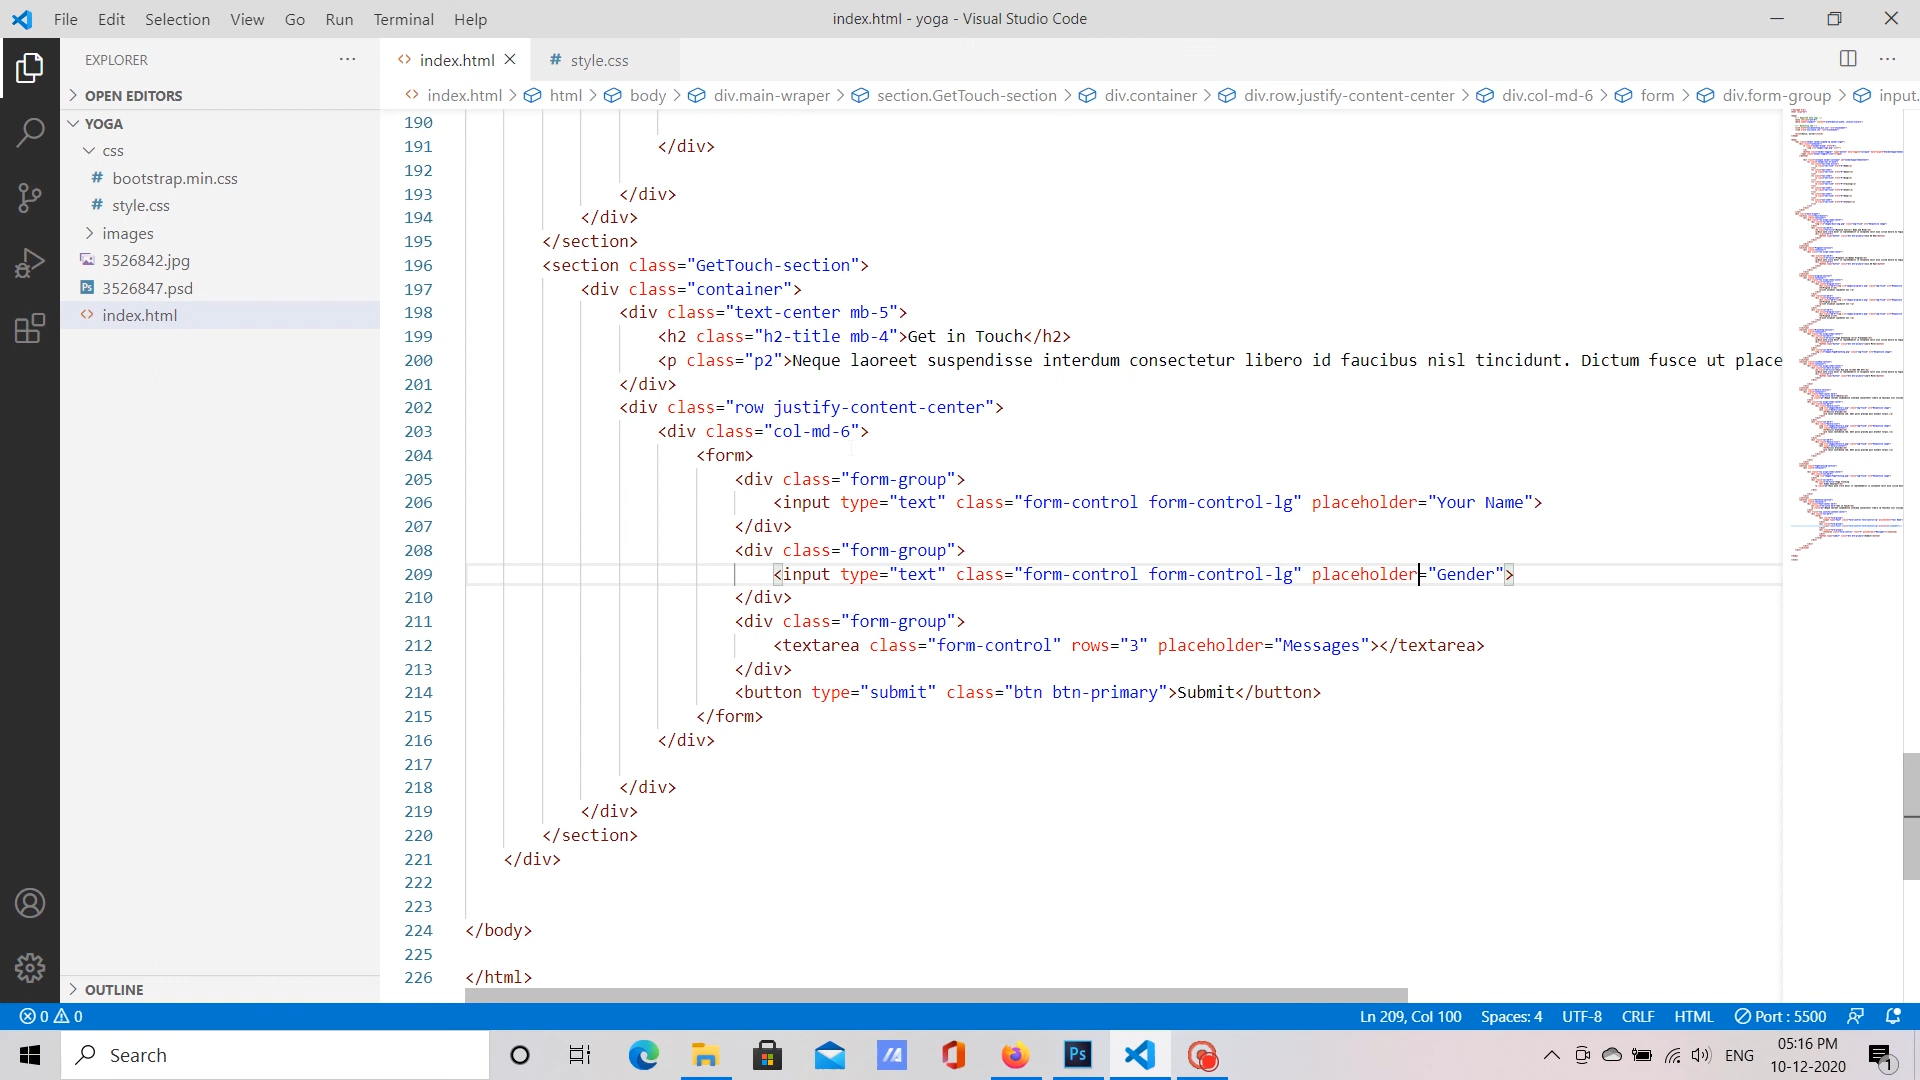 File Edit Selection View Go Run Terminal Help
index.html - yoga - Visual Studio Code
EXPLORER
index.html
# style.css
OPEN EDITORS
index.html > html > body > div.main-wraper > section.GetTouch-section > div.container > div.row.justify-content-center > div.col-md-6 > form > div.form-group > input.
YOGA
css
# bootstrap.min.css
# style.css
images
3526842.jpg
Ps 3526847.psd
index.html
190
191 </div>
192
193 </div>
194 </div>
195 </section>
196 <section class="GetTouch-section">
197 <div class="container">
198 <div class="text-center mb-5">
199 <h2 class="h2-title mb-4">Get in Touch</h2>
200 <p class="p2">Neque laoreet suspendisse interdum consectetur libero id faucibus nisl tincidunt. Dictum fusce ut place
201 </div>
202 <div class="row justify-content-center">
203 <div class="col-md-6">
204 <form>
205 <div class="form-group">
206 <input type="text" class="form-control form-control-lg" placeholder="Your Name">
207 </div>
208 <div class="form-group">
209 <input type="text" class="form-control form-control-lg" placeholder="Gender">
210 </div>
211 <div class="form-group">
212 <textarea class="form-control" rows="3" placeholder="Messages"></textarea>
213 </div>
214 <button type="submit" class="btn btn-primary">Submit</button>
215 </form>
216 </div>
217
218 </div>
219 </div>
220 </section>
221 </div>
222
223
224 </body>
225
226 </html>
OUTLINE
0 0
Ln 209, Col 100 Spaces: 4 UTF-8 CRLF HTML Port : 5500
Search
Ps
ENG
05:16 PM
10-12-2020
1